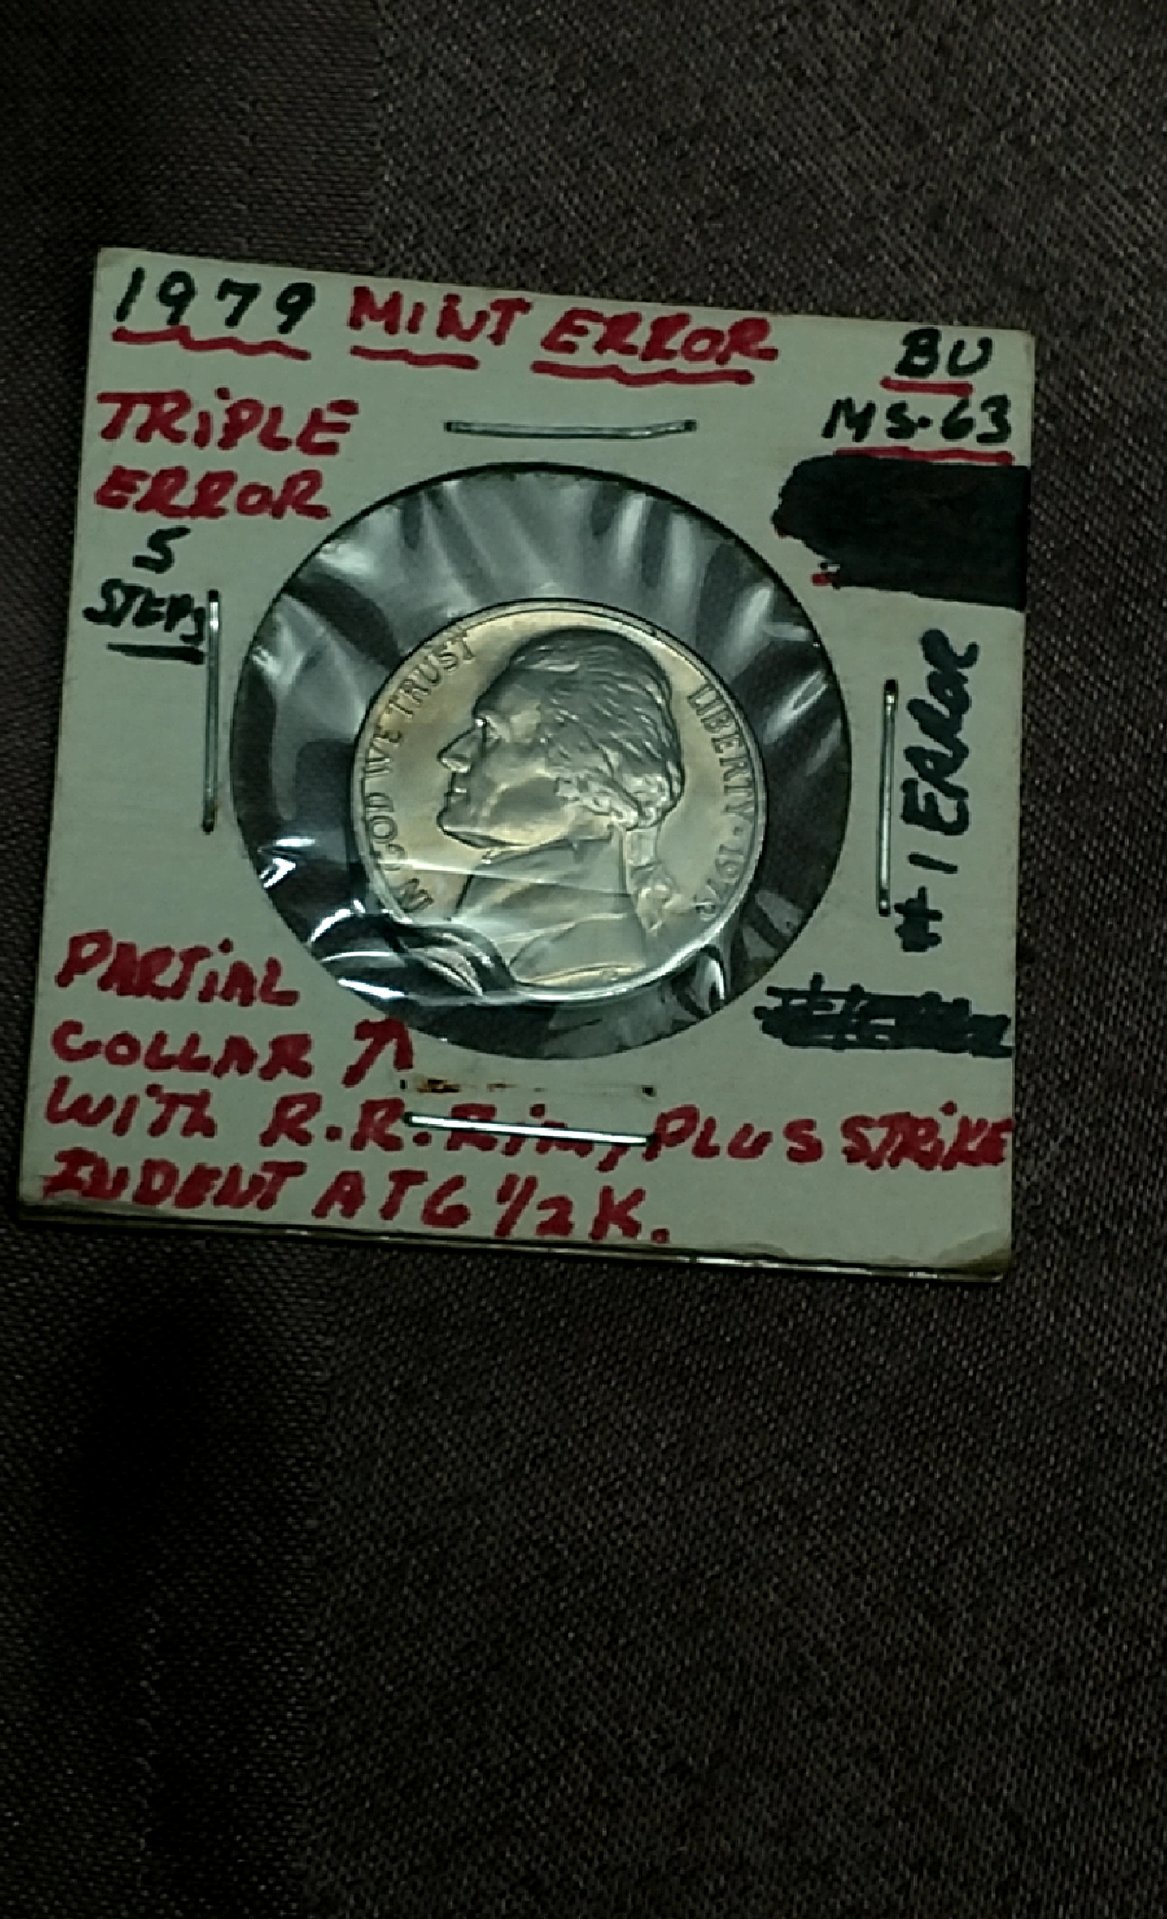 1979 MINT ERROR BU
MS-63
TRIPLE
ERROR
5
STEPS
IN GOD WE TRUST
LIBERTY
#1 ERROR
PARTIAL
COLLAR ↗
WITH R.R. Rim, PLUS STRIKE
INDENT AT 6 1/2 K.